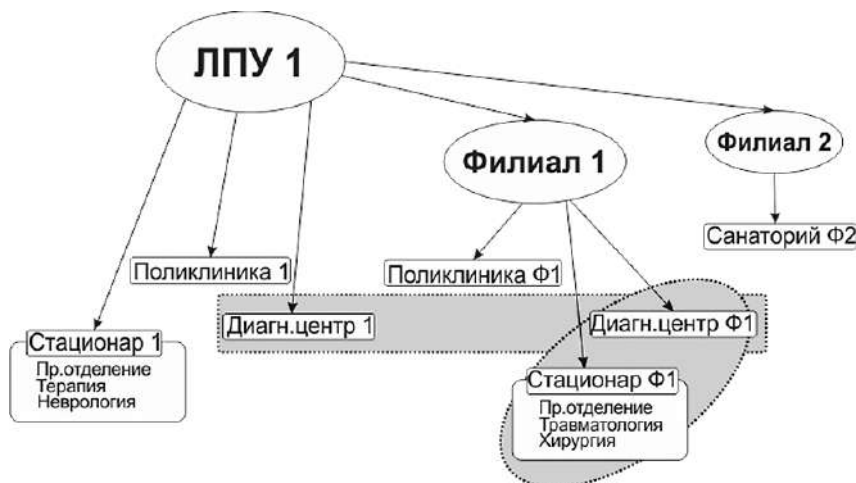 ЛПУ 1
Филиал 1
Филиал 2
Санаторий Ф2
Поликлиника 1
Поликлиника Ф1
Диагн.центр 1
Диагн.центр Ф1
Стационар 1
Пр.отделение
Терапия
Неврология
Стационар Ф1
Пр.отделение
Травматология
Хирургия